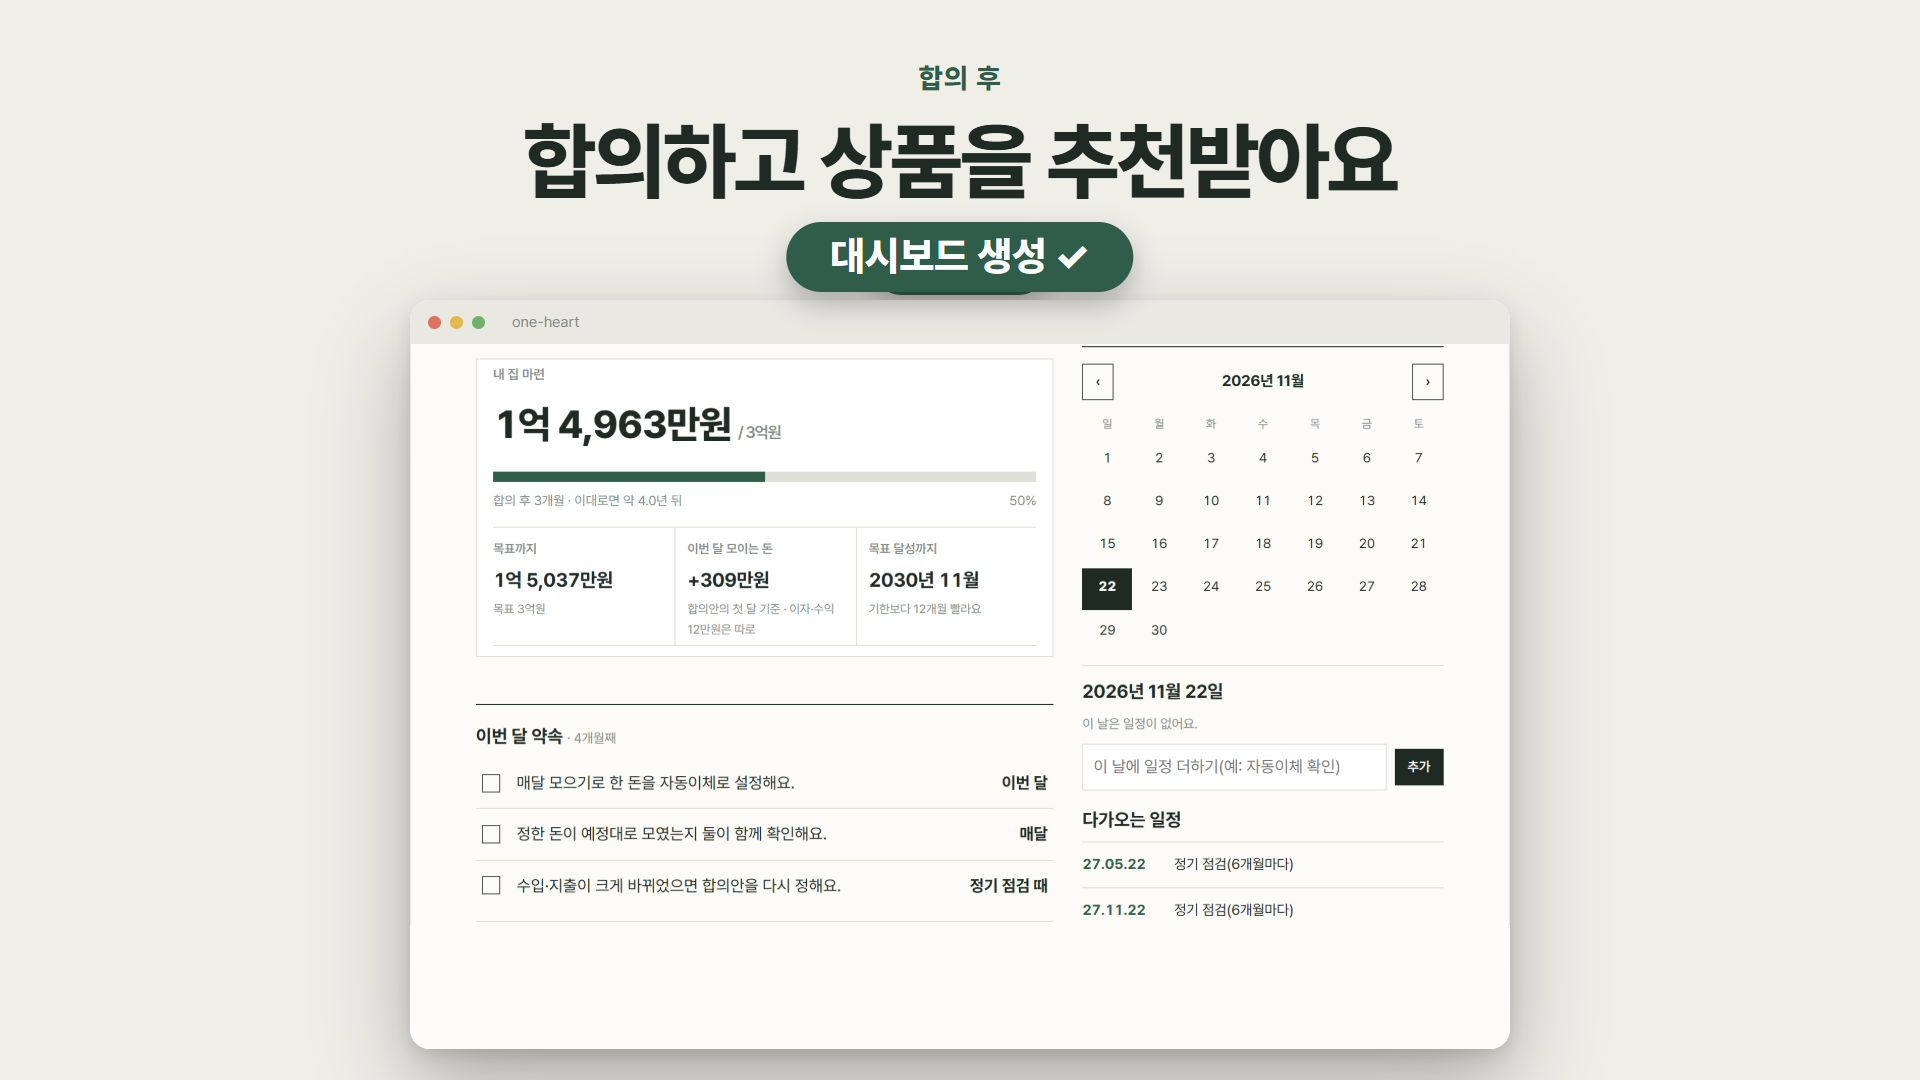 합의 후
합의하고 상품을 추천받아요
대시보드 생성 ✓
one-heart
내 집 마련
1억 4,963만원 / 3억원
합의 후 3개월 · 이대로면 약 4.0년 뒤
50%
목표까지
1억 5,037만원
목표 3억원
이번 달 모이는 돈
+309만원
합의안의 첫 달 기준 · 이자·수익
12만원은 따로
목표 달성까지
2030년 11월
기한보다 12개월 빨라요
이번 달 약속 · 4개월째
매달 모으기로 한 돈을 자동이체로 설정해요. 이번 달
정한 돈이 예정대로 모였는지 둘이 함께 확인해요. 매달
수입·지출이 크게 바뀌었으면 합의안을 다시 정해요. 정기 점검 때
‹ 2026년 11월 ›
일 월 화 수 목 금 토
1 2 3 4 5 6 7
8 9 10 11 12 13 14
15 16 17 18 19 20 21
22 23 24 25 26 27 28
29 30
2026년 11월 22일
이 날은 일정이 없어요.
이 날에 일정 더하기(예: 자동이체 확인) 추가
다가오는 일정
27.05.22 정기 점검(6개월마다)
27.11.22 정기 점검(6개월마다)